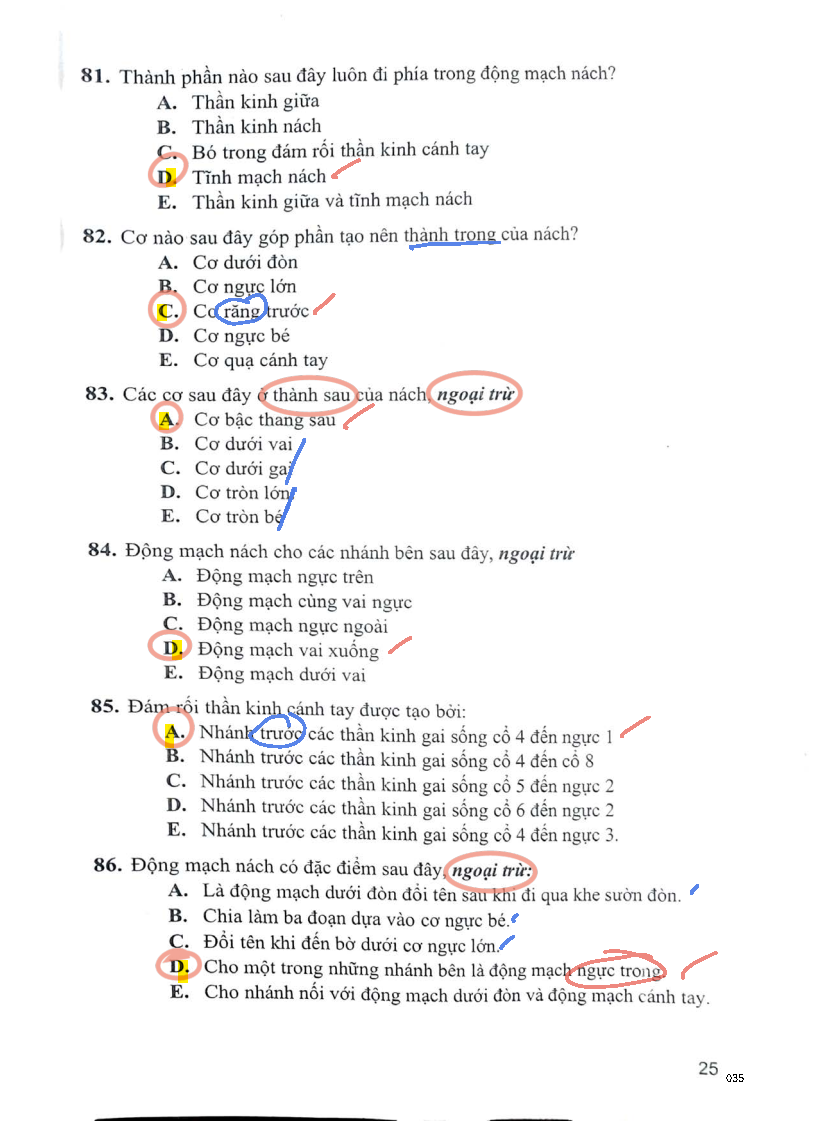 81. Thành phần nào sau đây luôn đi phía trong động mạch nách?
A. Thần kinh giữa
B. Thần kinh nách
C. Bó trong đám rối thần kinh cánh tay
D. Tĩnh mạch nách
E. Thần kinh giữa và tĩnh mạch nách
82. Cơ nào sau đây góp phần tạo nên thành trong của nách?
A. Cơ dưới đòn
B. Cơ ngực lớn
C. Cơ răng trước
D. Cơ ngực bé
E. Cơ quạ cánh tay
83. Các cơ sau đây ở thành sau của nách, ngoại trừ
A. Cơ bậc thang sau
B. Cơ dưới vai
C. Cơ dưới gai
D. Cơ tròn lớn
E. Cơ tròn bé
84. Động mạch nách cho các nhánh bên sau đây, ngoại trừ
A. Động mạch ngực trên
B. Động mạch cùng vai ngực
C. Động mạch ngực ngoài
D. Động mạch vai xuống
E. Động mạch dưới vai
85. Đám rối thần kinh cánh tay được tạo bởi:
A. Nhánh trước các thần kinh gai sống cổ 4 đến ngực 1
B. Nhánh trước các thần kinh gai sống cổ 4 đến cổ 8
C. Nhánh trước các thần kinh gai sống cổ 5 đến ngực 2
D. Nhánh trước các thần kinh gai sống cổ 6 đến ngực 2
E. Nhánh trước các thần kinh gai sống cổ 4 đến ngực 3.
86. Động mạch nách có đặc điểm sau đây, ngoại trừ:
A. Là động mạch dưới đòn đổi tên sau khi đi qua khe sườn đòn.
B. Chia làm ba đoạn dựa vào cơ ngực bé.
C. Đổi tên khi đến bờ dưới cơ ngực lớn.
D. Cho một trong những nhánh bên là động mạch ngực trong.
E. Cho nhánh nối với động mạch dưới đòn và động mạch cánh tay.
25
035